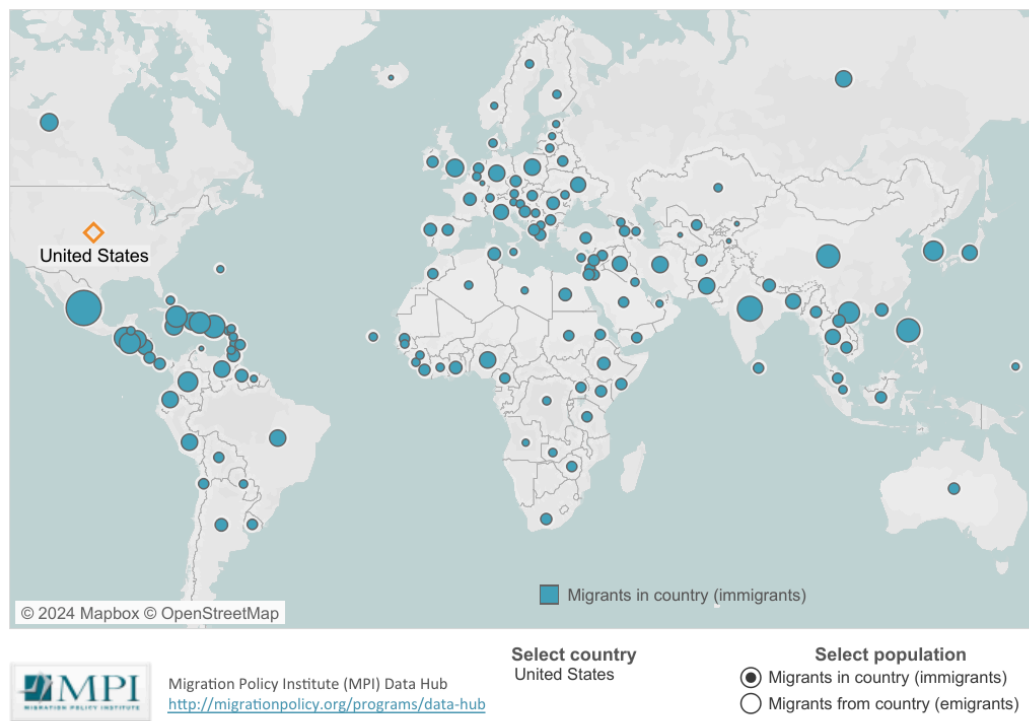 United States
Migrants in country (immigrants)
© 2024 Mapbox © OpenStreetMap
Select country
United States
Select population
Migrants in country (immigrants)
Migrants from country (emigrants)
MPI
MIGRATION POLICY INSTITUTE
Migration Policy Institute (MPI) Data Hub
http://migrationpolicy.org/programs/data-hub